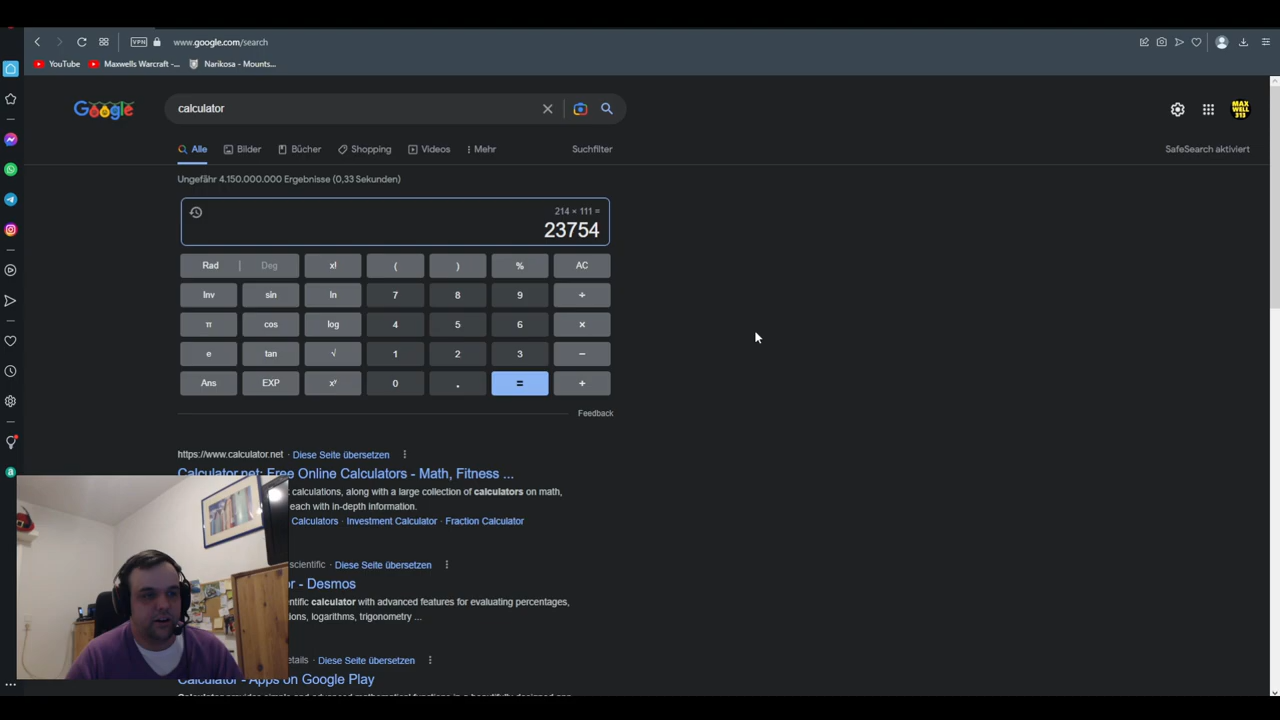 VPN www.google.com/search
YouTube Maxwells Warcraft -... Narikosa - Mounts...
Google calculator
MAX WELL 313
Alle Bilder Bücher Shopping Videos Mehr Suchfilter SafeSearch aktiviert
Ungefähr 4.150.000.000 Ergebnisse (0,33 Sekunden)
214 × 111 =
23754
Rad | Deg x! ( ) % AC
Inv sin ln 7 8 9 ÷
π cos log 4 5 6 ×
e tan √ 1 2 3 −
Ans EXP xʸ 0 . = +
Feedback
https://www.calculator.net · Diese Seite übersetzen
Calculator.net: Free Online Calculators - Math, Fitness ...
calculations, along with a large collection of calculators on math,
each with in-depth information.
Calculators · Investment Calculator · Fraction Calculator
scientific · Diese Seite übersetzen
- Desmos
calculator with advanced features for evaluating percentages,
logarithms, trigonometry ...
Diese Seite übersetzen
Calculator - Apps on Google Play